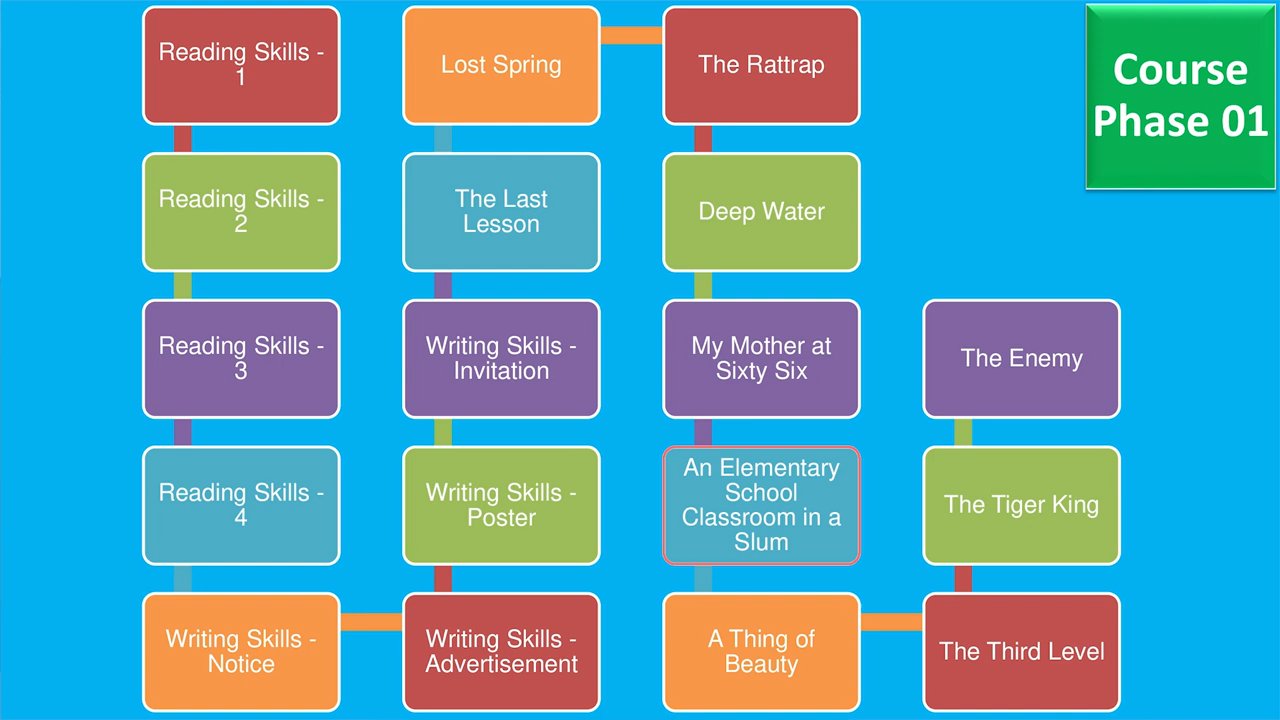 Reading Skills -
1
Reading Skills -
2
Reading Skills -
3
Reading Skills -
4
Writing Skills -
Notice
Writing Skills -
Advertisement
Writing Skills -
Poster
Writing Skills -
Invitation
The Last
Lesson
Lost Spring
The Rattrap
Deep Water
My Mother at
Sixty Six
An Elementary
School
Classroom in a
Slum
A Thing of
Beauty
The Third Level
The Tiger King
The Enemy
Course
Phase 01